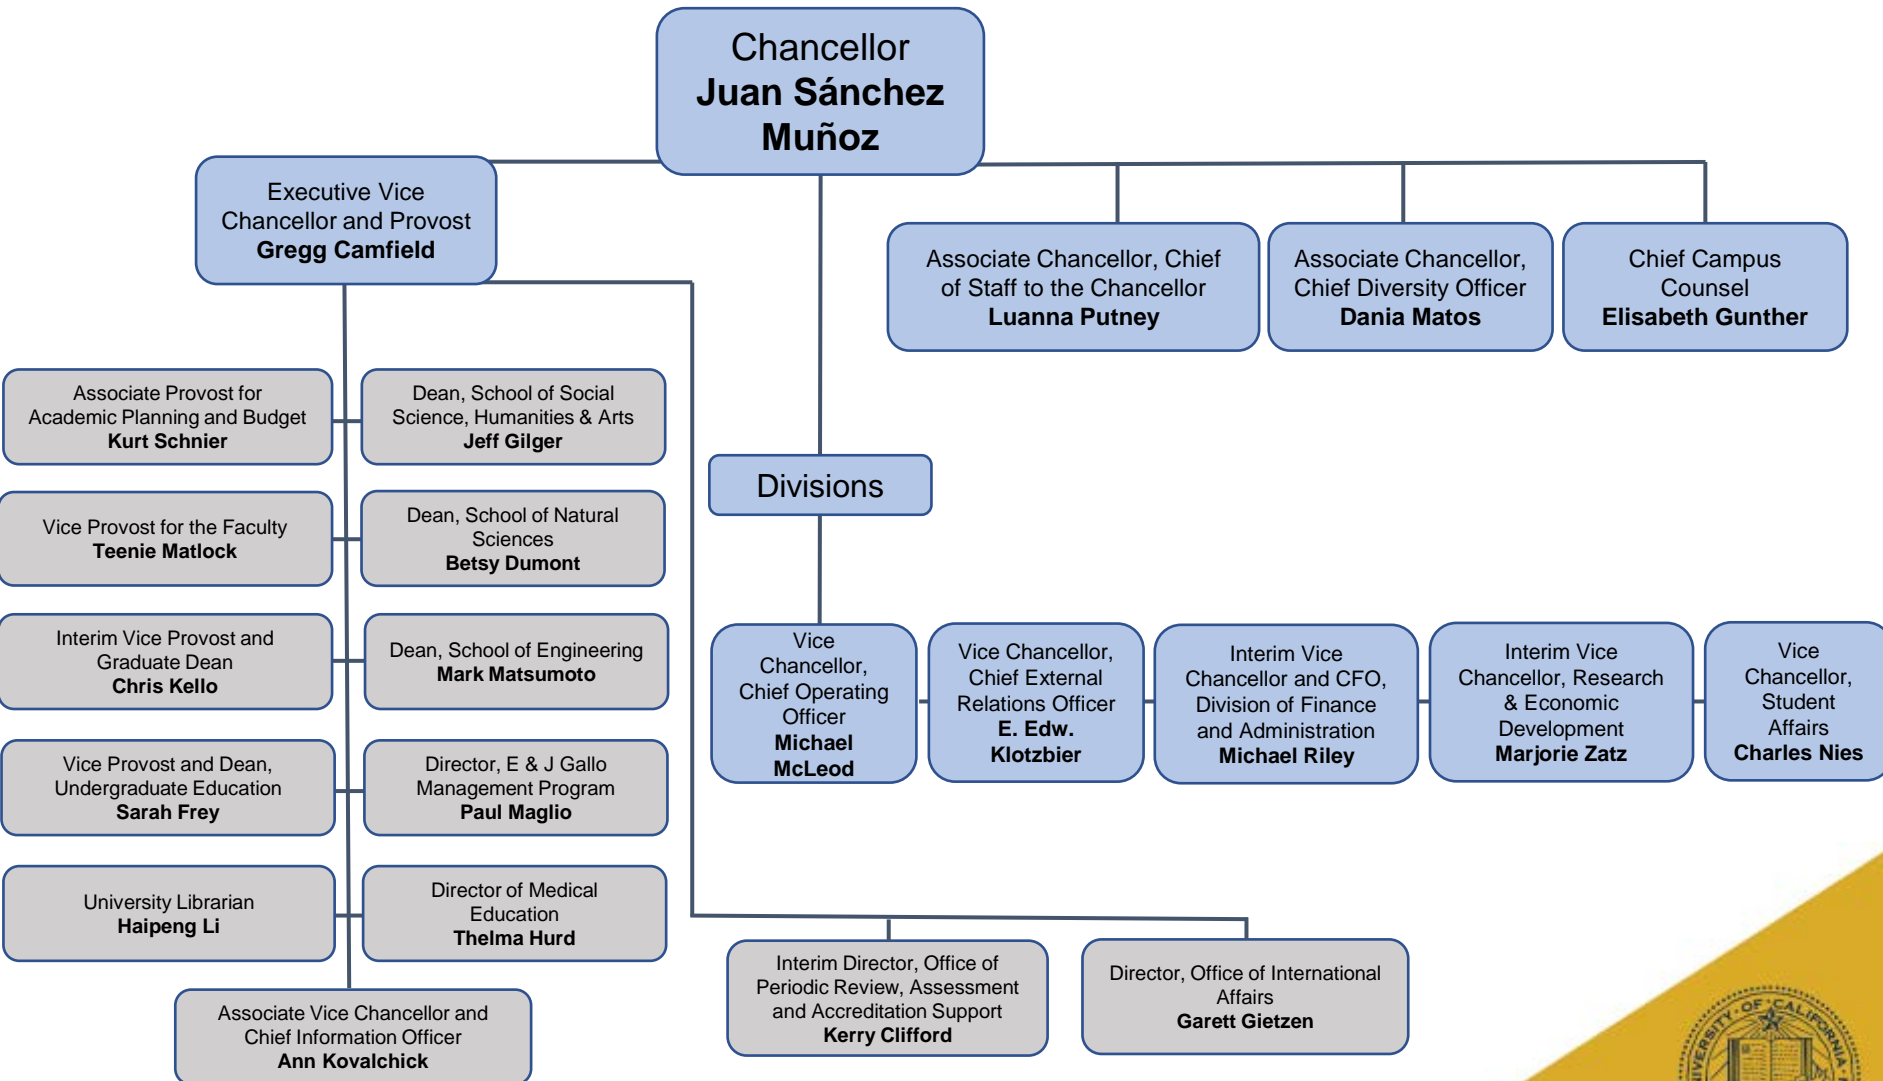 Chancellor
Juan Sánchez
Muñoz
Executive Vice
Chancellor and Provost
Gregg Camfield
Associate Chancellor, Chief
of Staff to the Chancellor
Luanna Putney
Associate Chancellor,
Chief Diversity Officer
Dania Matos
Chief Campus
Counsel
Elisabeth Gunther
Associate Provost for
Academic Planning and Budget
Kurt Schnier
Dean, School of Social
Science, Humanities & Arts
Jeff Gilger
Vice Provost for the Faculty
Teenie Matlock
Dean, School of Natural
Sciences
Betsy Dumont
Interim Vice Provost and
Graduate Dean
Chris Kello
Dean, School of Engineering
Mark Matsumoto
Vice Provost and Dean,
Undergraduate Education
Sarah Frey
Director, E & J Gallo
Management Program
Paul Maglio
University Librarian
Haipeng Li
Director of Medical
Education
Thelma Hurd
Associate Vice Chancellor and
Chief Information Officer
Ann Kovalchick
Divisions
Vice
Chancellor,
Chief Operating
Officer
Michael
McLeod
Vice Chancellor,
Chief External
Relations Officer
E. Edw.
Klotzbier
Interim Vice
Chancellor and CFO,
Division of Finance
and Administration
Michael Riley
Interim Vice
Chancellor, Research
& Economic
Development
Marjorie Zatz
Vice
Chancellor,
Student
Affairs
Charles Nies
Interim Director, Office of
Periodic Review, Assessment
and Accreditation Support
Kerry Clifford
Director, Office of International
Affairs
Garett Gietzen
OF CALIFORNIA